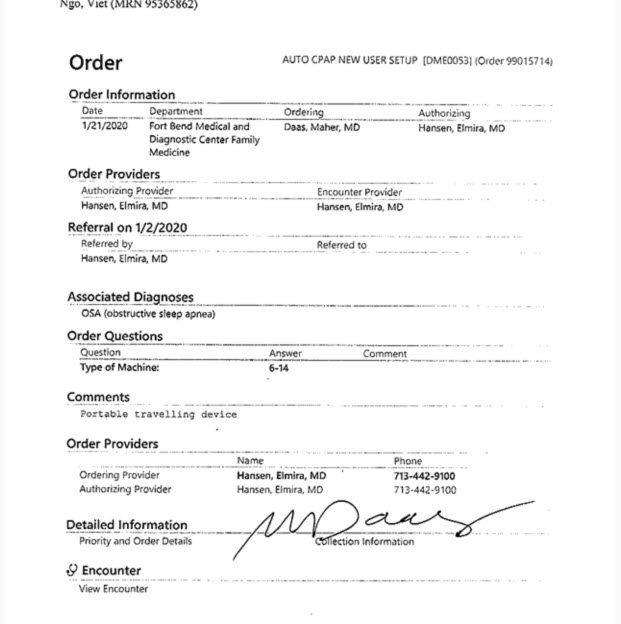 Ngo, Viet (MRN 95365862)
Order
AUTO CPAP NEW USER SETUP [DME0053] (Order 99015714)
Order Information
Date Department Ordering Authorizing
1/21/2020 Fort Bend Medical and Daas, Maher, MD Hansen, Elmira, MD
Diagnostic Center Family
Medicine
Order Providers
Authorizing Provider Encounter Provider
Hansen, Elmira, MD Hansen, Elmira, MD
Referral on 1/2/2020
Referred by Referred to
Hansen, Elmira, MD
Associated Diagnoses
OSA (obstructive sleep apnea)
Order Questions
Question Answer Comment
Type of Machine: 6-14
Comments
Portable travelling device
Order Providers
Name Phone
Ordering Provider Hansen, Elmira, MD 713-442-9100
Authorizing Provider Hansen, Elmira, MD 713-442-9100
MDaas
Detailed Information
Priority and Order Details Collection Information
Encounter
View Encounter